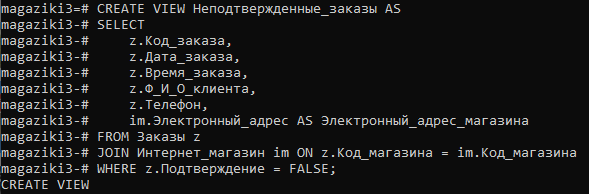 magaziki3=# CREATE VIEW Неподтвержденные_заказы AS
magaziki3-# SELECT
magaziki3-#     z.Код_заказа,
magaziki3-#     z.Дата_заказа,
magaziki3-#     z.Время_заказа,
magaziki3-#     z.Ф_И_О_клиента,
magaziki3-#     z.Телефон,
magaziki3-#     im.Электронный_адрес AS Электронный_адрес_магазина
magaziki3-# FROM Заказы z
magaziki3-# JOIN Интернет_магазин im ON z.Код_магазина = im.Код_магазина
magaziki3-# WHERE z.Подтверждение = FALSE;
CREATE VIEW